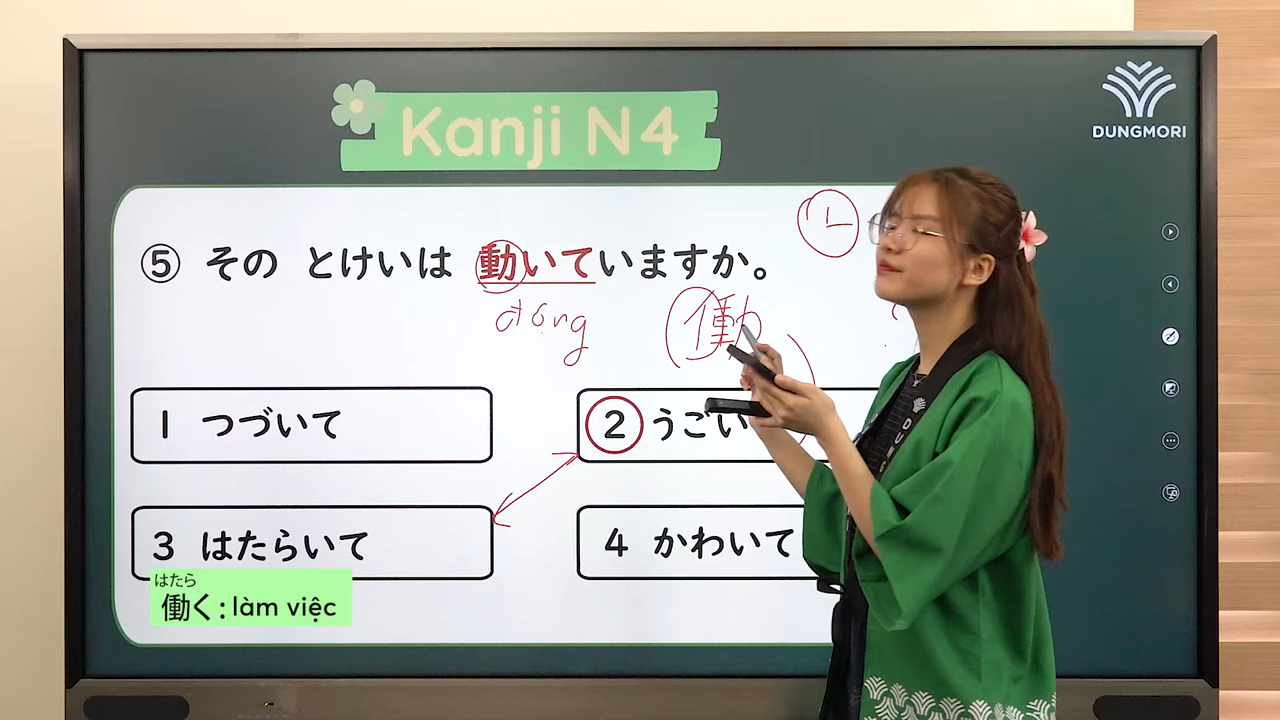 Kanji N4
DUNGMORI
⑤ その とけいは 動いていますか。
động
働
1 つづいて
② うごい
3 はたらいて
4 かわいて
はたら
働く : làm việc
DUNG